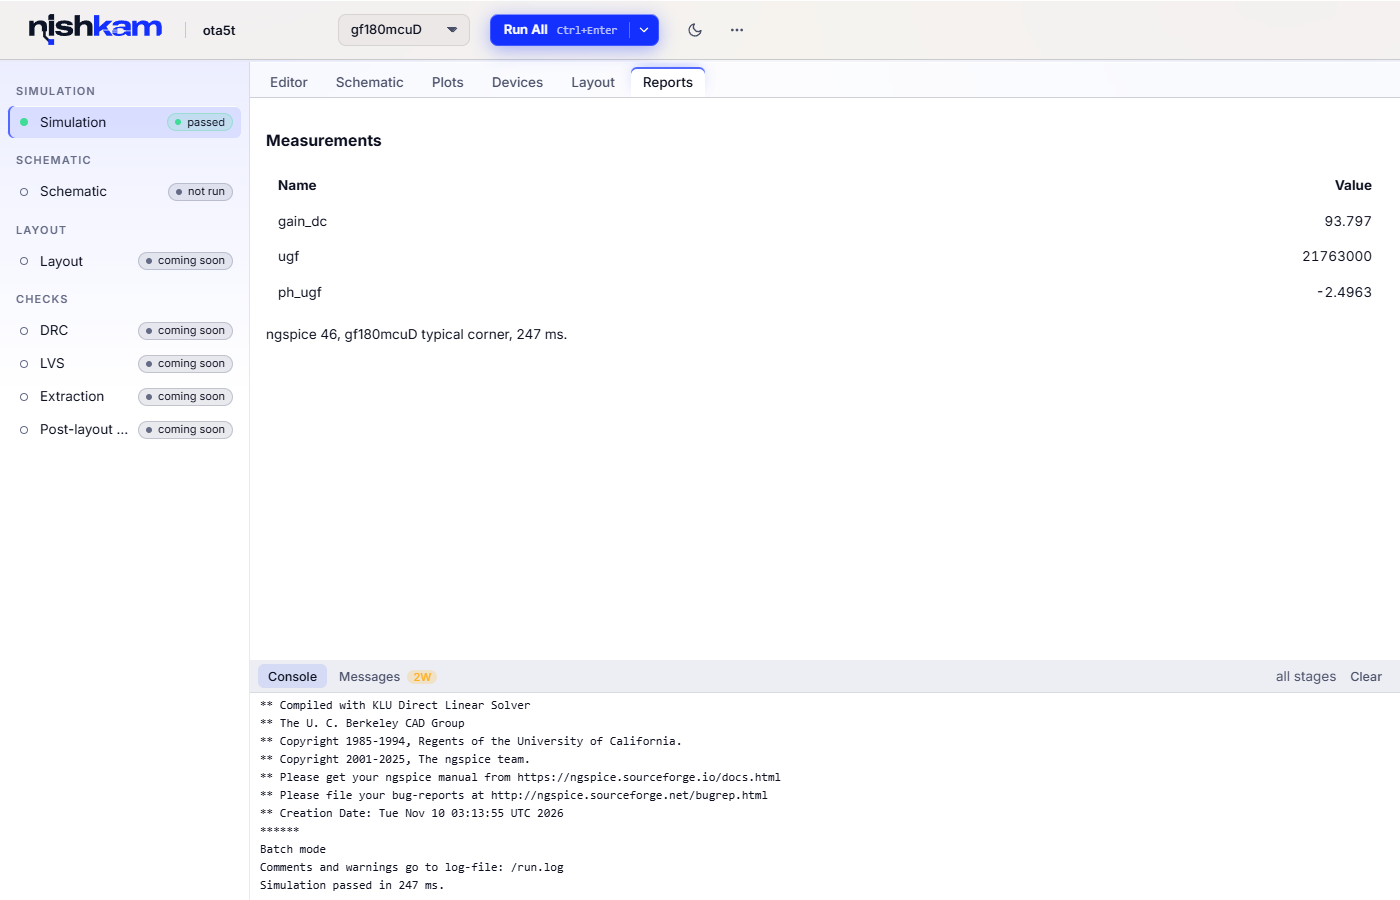 nishkam
ota5t
gf180mcuD
Run All Ctrl+Enter
Editor
Schematic
Plots
Devices
Layout
Reports
SIMULATION
Simulation
passed
SCHEMATIC
Schematic
not run
LAYOUT
Layout
coming soon
CHECKS
DRC
coming soon
LVS
coming soon
Extraction
coming soon
Post-layout ...
coming soon
Measurements
Name Value
gain_dc 93.797
ugf 21763000
ph_ugf -2.4963
ngspice 46, gf180mcuD typical corner, 247 ms.
Console
Messages 2W
all stages
Clear
** Compiled with KLU Direct Linear Solver
** The U. C. Berkeley CAD Group
** Copyright 1985-1994, Regents of the University of California.
** Copyright 2001-2025, The ngspice team.
** Please get your ngspice manual from https://ngspice.sourceforge.io/docs.html
** Please file your bug-reports at http://ngspice.sourceforge.net/bugrep.html
** Creation Date: Tue Nov 10 03:13:55 UTC 2026
******
Batch mode
Comments and warnings go to log-file: /run.log
Simulation passed in 247 ms.